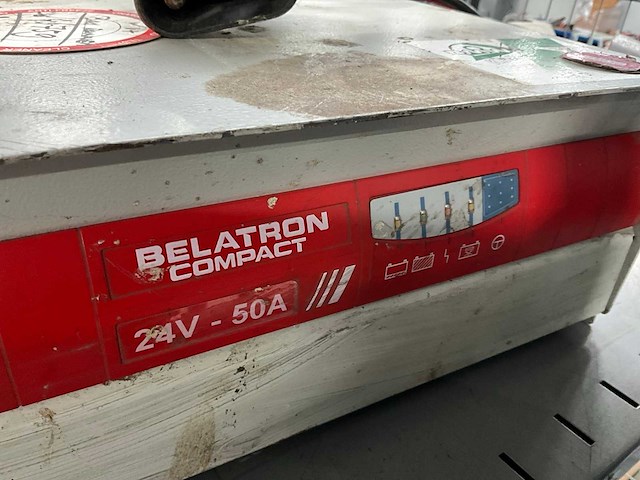 BELATRON
COMPACT
24V - 50A